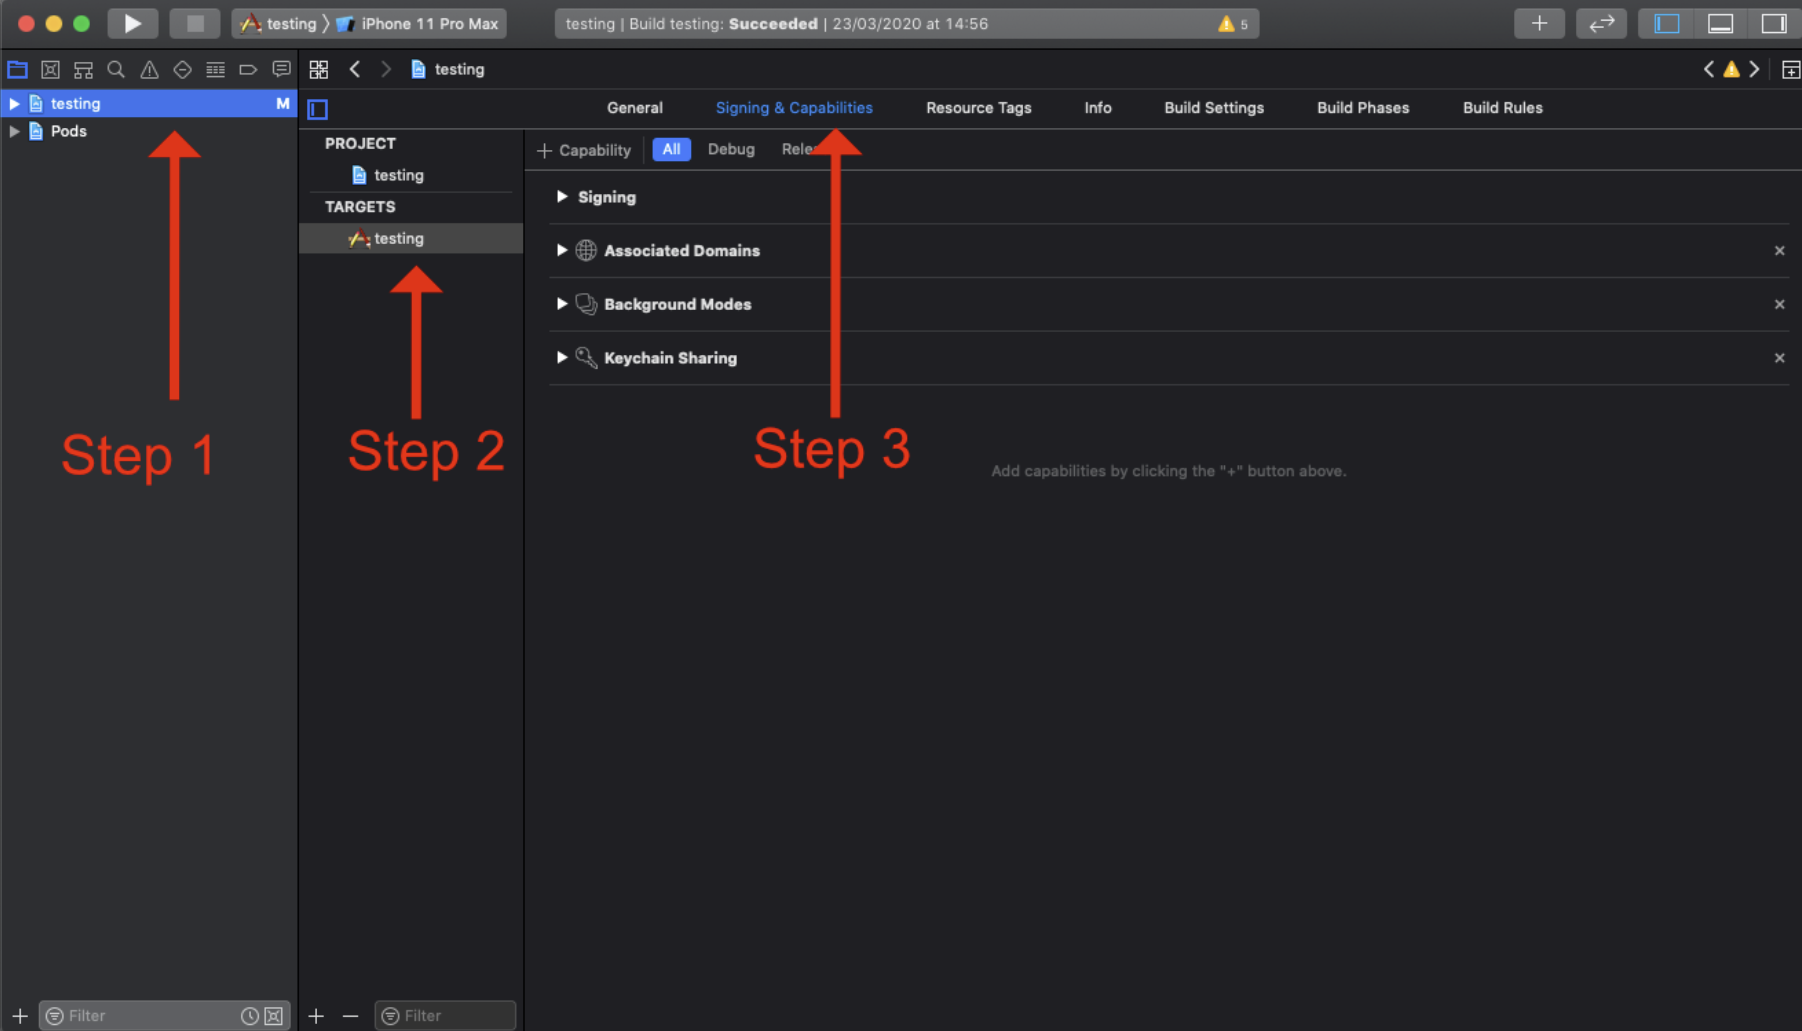 testing 〉 iPhone 11 Pro Max
testing | Build testing: Succeeded | 23/03/2020 at 14:56
5
testing
testing M
Pods
General Signing & Capabilities Resource Tags Info Build Settings Build Phases Build Rules
PROJECT
testing
TARGETS
testing
+ Capability All Debug
Signing
Associated Domains
Background Modes
Keychain Sharing
Step 1
Step 2
Step 3
Add capabilities by clicking the "+" button above.
Filter
Filter